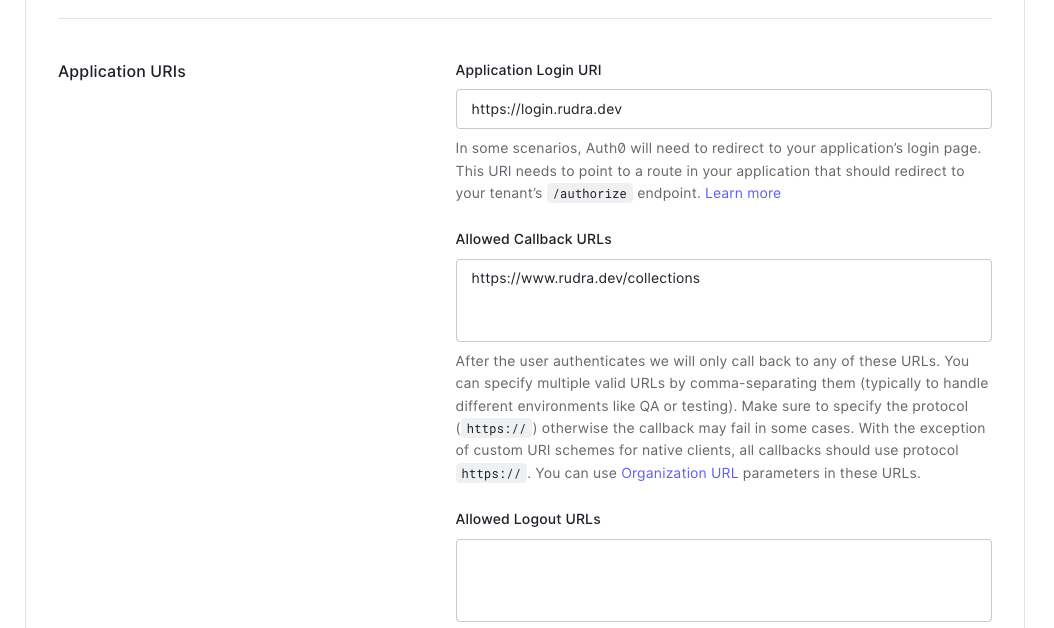 Application URIs
Application Login URI
https://login.rudra.dev
In some scenarios, Auth0 will need to redirect to your application's login page.
This URI needs to point to a route in your application that should redirect to
your tenant's /authorize endpoint. Learn more
Allowed Callback URLs
https://www.rudra.dev/collections
After the user authenticates we will only call back to any of these URLs. You
can specify multiple valid URLs by comma-separating them (typically to handle
different environments like QA or testing). Make sure to specify the protocol
( https:// ) otherwise the callback may fail in some cases. With the exception
of custom URI schemes for native clients, all callbacks should use protocol
https:// . You can use Organization URL parameters in these URLs.
Allowed Logout URLs